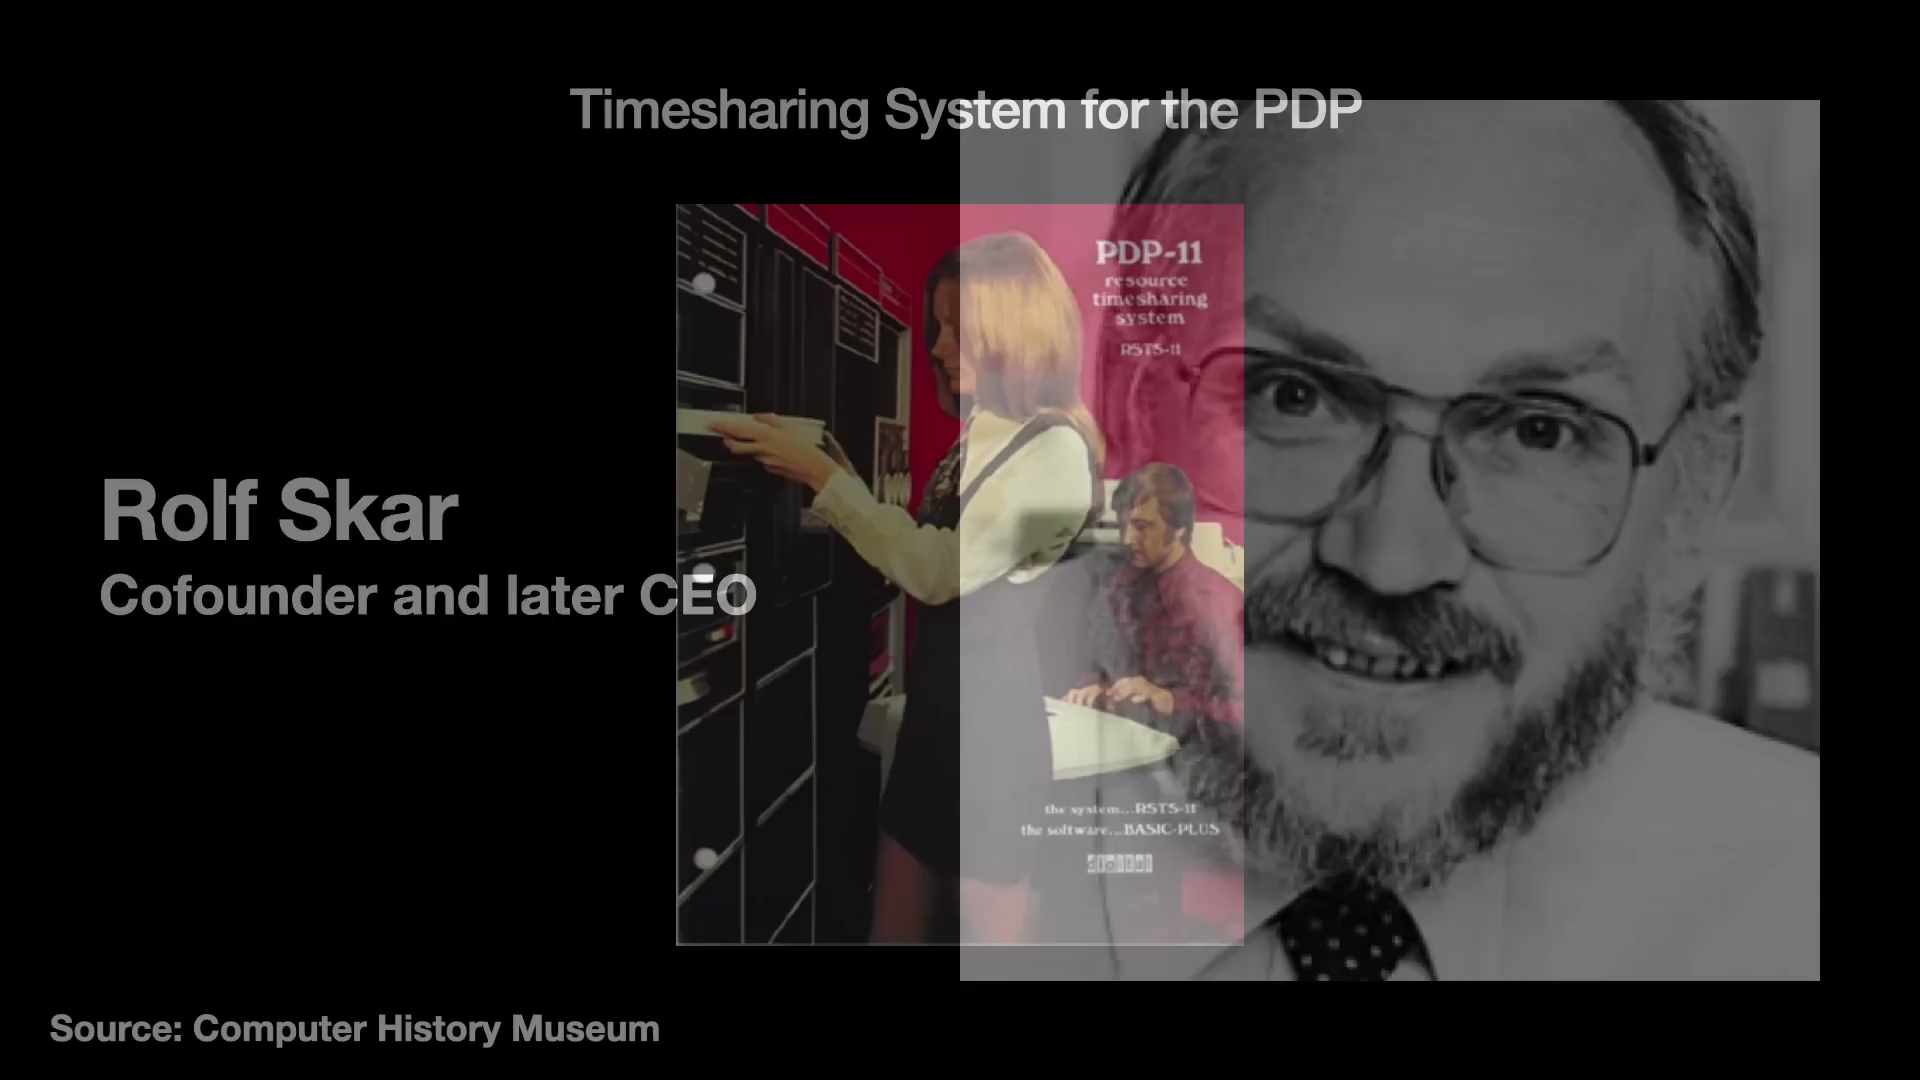 Timesharing System for the PDP
PDP-11
resource
timesharing
system
RSTS-11
Rolf Skar
Cofounder and later CEO
the system...RSTS-11
the software...BASIC-PLUS
digital
Source: Computer History Museum